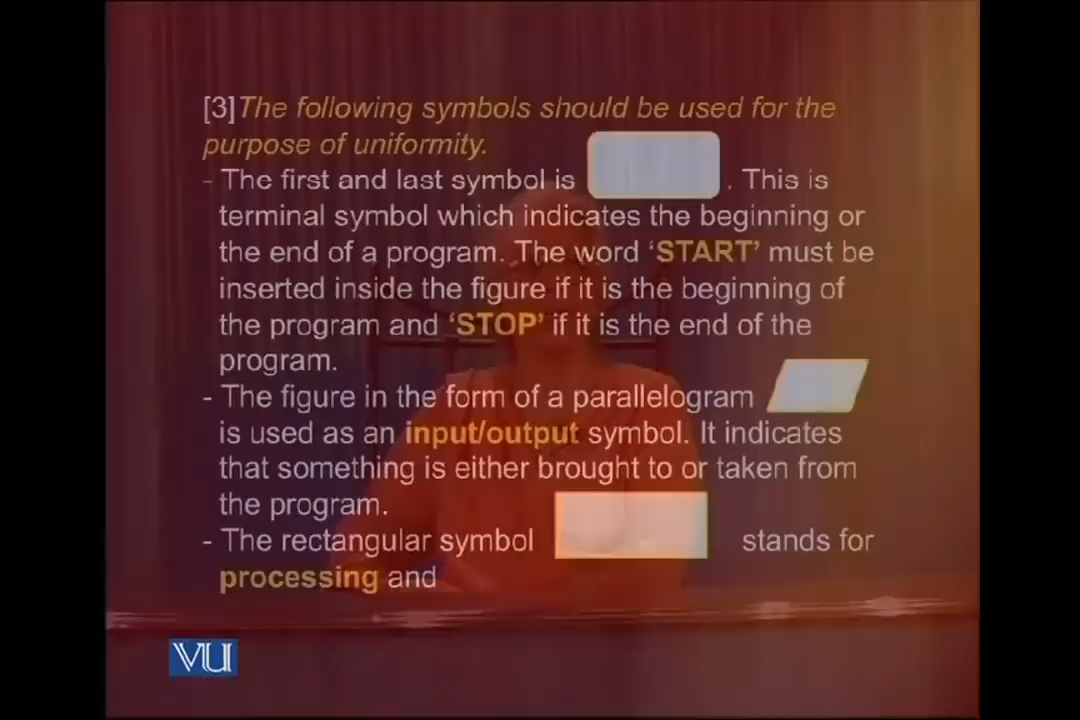 [3]The following symbols should be used for the
purpose of uniformity.
- The first and last symbol is . This is
terminal symbol which indicates the beginning or
the end of a program. The word ‘START’ must be
inserted inside the figure if it is the beginning of
the program and ‘STOP’ if it is the end of the
program.
- The figure in the form of a parallelogram
is used as an input/output symbol. It indicates
that something is either brought to or taken from
the program.
- The rectangular symbol stands for
processing and
VU